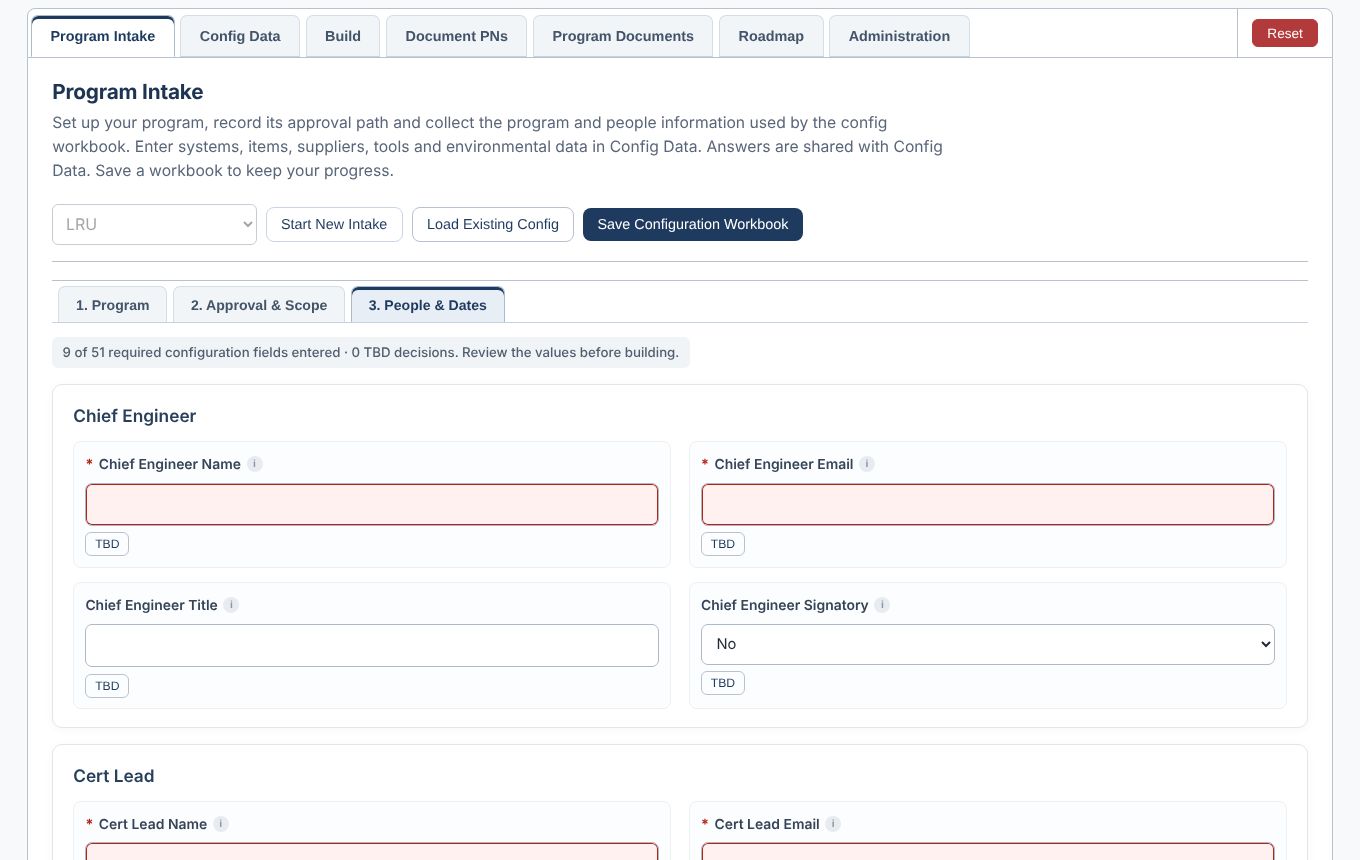 Program Intake
Config Data
Build
Document PNs
Program Documents
Roadmap
Administration
Reset
Program Intake
Set up your program, record its approval path and collect the program and people information used by the config
workbook. Enter systems, items, suppliers, tools and environmental data in Config Data. Answers are shared with Config
Data. Save a workbook to keep your progress.
LRU
Start New Intake
Load Existing Config
Save Configuration Workbook
1. Program
2. Approval & Scope
3. People & Dates
9 of 51 required configuration fields entered · 0 TBD decisions. Review the values before building.
Chief Engineer
* Chief Engineer Name i
* Chief Engineer Email i
TBD
TBD
Chief Engineer Title i
Chief Engineer Signatory i
No
TBD
TBD
Cert Lead
* Cert Lead Name i
* Cert Lead Email i